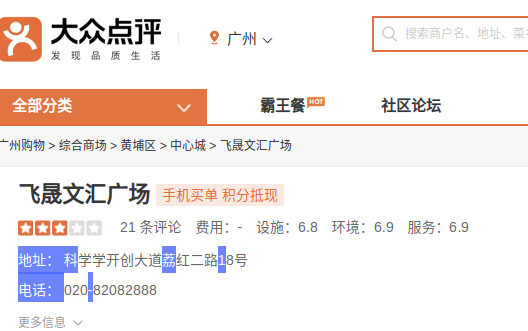 大众点评
发现品质生活
广州
搜索商户名、地址、菜
全部分类
霸王餐 HOT
社区论坛
广州购物 > 综合商场 > 黄埔区 > 中心城 > 飞晟文汇广场
飞晟文汇广场 手机买单 积分抵现
21 条评论 费用：- 设施：6.8 环境：6.9 服务：6.9
地址： 科学学开创大道荔红二路18号
电话： 020-82082888
更多信息